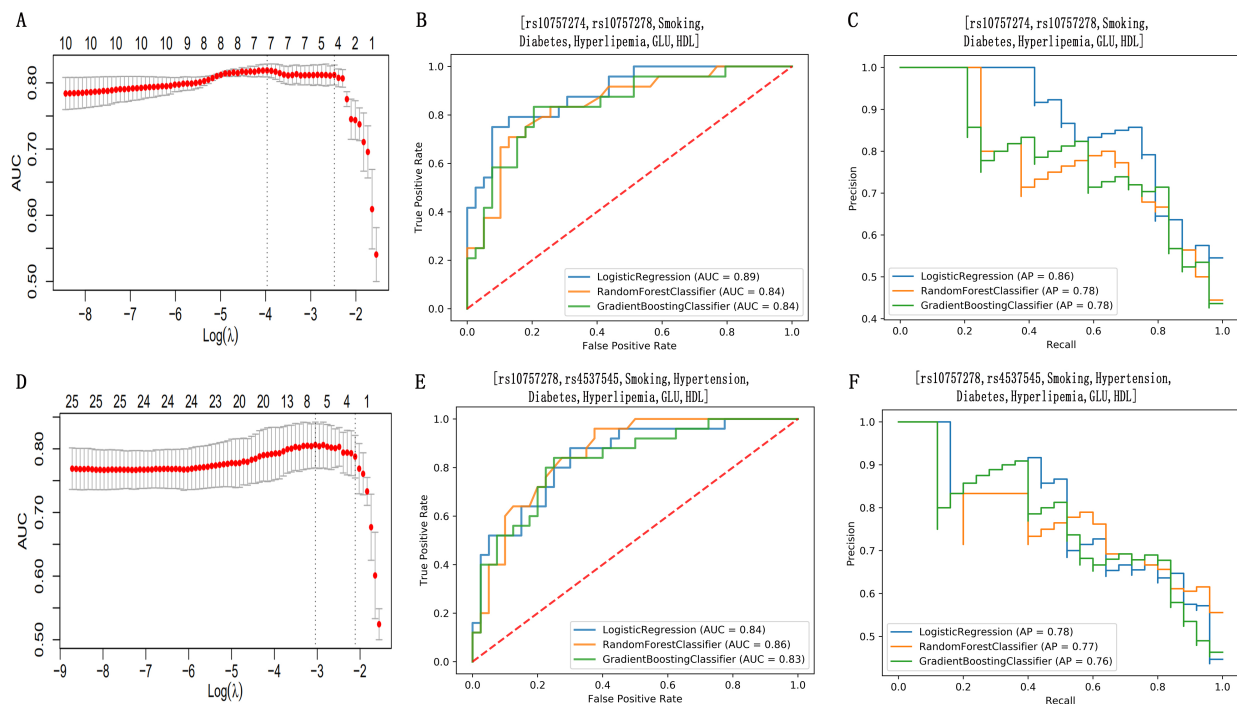 A
10 10 10 10 10 9 8 8 7 7 7 5 4 2 1
AUC
0.80
0.70
0.60
0.50
−8 −7 −6 −5 −4 −3 −2
Log(λ)
B
[rs10757274, rs10757278, Smoking,
Diabetes, Hyperlipemia, GLU, HDL]
True Positive Rate
1.0
0.8
0.6
0.4
0.2
0.0
LogisticRegression (AUC = 0.89)
RandomForestClassifier (AUC = 0.84)
GradientBoostingClassifier (AUC = 0.84)
0.0 0.2 0.4 0.6 0.8 1.0
False Positive Rate
C
[rs10757274, rs10757278, Smoking,
Diabetes, Hyperlipemia, GLU, HDL]
Precision
1.0
0.9
0.8
0.7
0.6
0.5
0.4
LogisticRegression (AP = 0.86)
RandomForestClassifier (AP = 0.78)
GradientBoostingClassifier (AP = 0.78)
0.0 0.2 0.4 0.6 0.8 1.0
Recall
D
25 25 25 24 24 24 23 20 20 13 8 5 4 1
AUC
0.80
0.70
0.60
0.50
−9 −8 −7 −6 −5 −4 −3 −2 −1
Log(λ)
E
[rs10757278, rs4537545, Smoking, Hypertension,
Diabetes, Hyperlipemia, GLU, HDL]
True Positive Rate
1.0
0.8
0.6
0.4
0.2
0.0
LogisticRegression (AUC = 0.84)
RandomForestClassifier (AUC = 0.86)
GradientBoostingClassifier (AUC = 0.83)
0.0 0.2 0.4 0.6 0.8 1.0
False Positive Rate
F
[rs10757278, rs4537545, Smoking, Hypertension,
Diabetes, Hyperlipemia, GLU, HDL]
Precision
1.0
0.9
0.8
0.7
0.6
0.5
LogisticRegression (AP = 0.78)
RandomForestClassifier (AP = 0.77)
GradientBoostingClassifier (AP = 0.76)
0.0 0.2 0.4 0.6 0.8 1.0
Recall